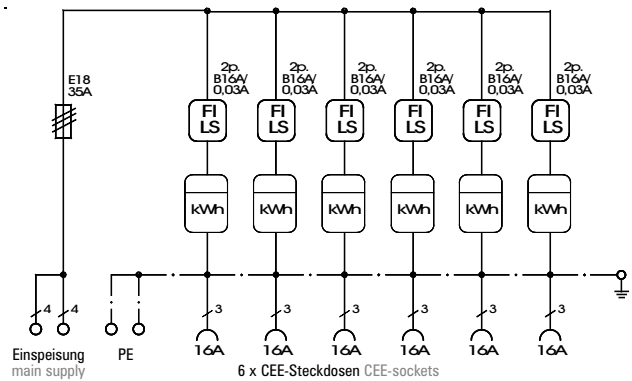 E18
35A
2p.
B16A/
0,03A
2p.
B16A/
0,03A
2p.
B16A/
0,03A
2p.
B16A/
0,03A
2p.
B16A/
0,03A
2p.
B16A/
0,03A
FI
LS
FI
LS
FI
LS
FI
LS
FI
LS
FI
LS
kWh
kWh
kWh
kWh
kWh
kWh
4
4
3
3
3
3
3
3
16A
16A
16A
16A
16A
16A
Einspeisung
main supply
PE
6 x CEE-Steckdosen CEE-sockets